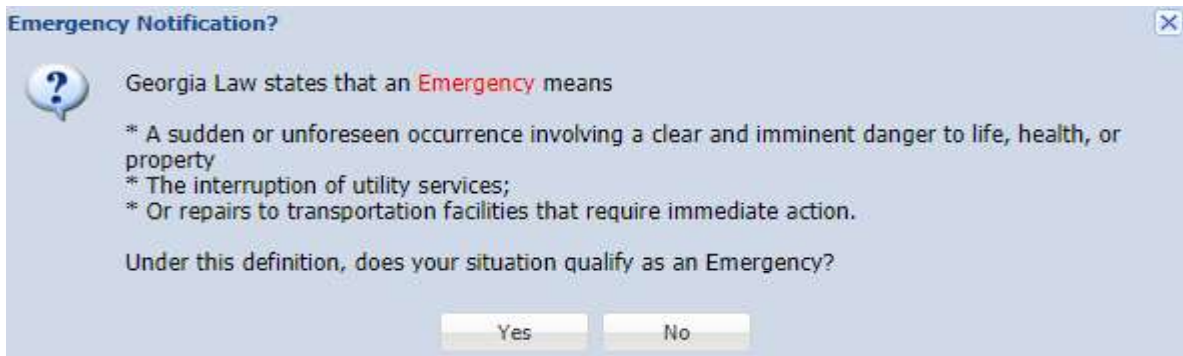 Emergency Notification?
Georgia Law states that an Emergency means
* A sudden or unforeseen occurrence involving a clear and imminent danger to life, health, or
property
* The interruption of utility services;
* Or repairs to transportation facilities that require immediate action.
Under this definition, does your situation qualify as an Emergency?
Yes
No